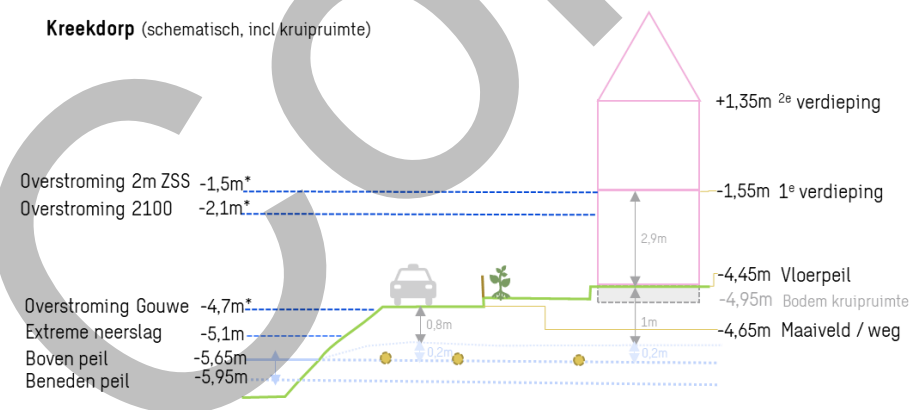 Kreekdorp (schematisch, incl kruipruimte)
+1,35m 2e verdieping
Overstroming 2m ZSS -1,5m*
-1,55m 1e verdieping
Overstroming 2100 -2,1m*
2,9m
-4,45m Vloerpeil
-4,95m Bodem kruipruimte
Overstroming Gouwe -4,7m*
0,8m
1m
-4,65m Maaiveld / weg
Extreme neerslag -5,1m
0,2m
0,2m
Boven peil -5,65m
Beneden peil -5,95m